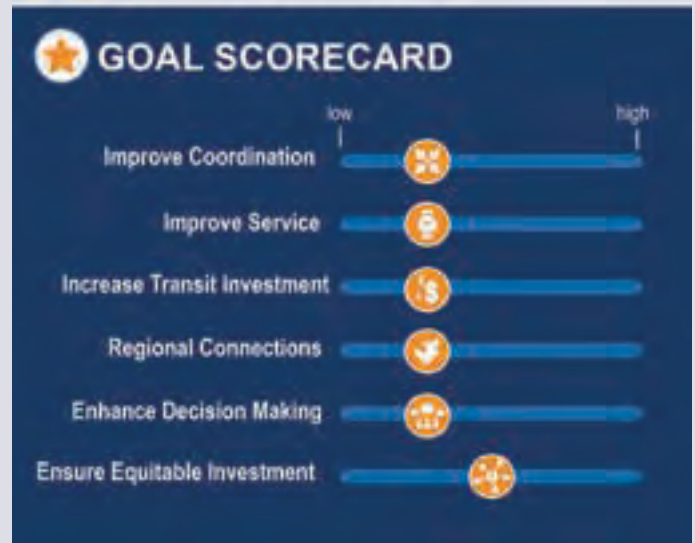 GOAL SCORECARD
low high
Improve Coordination
Improve Service
Increase Transit Investment
$
Regional Connections
Enhance Decision Making
Ensure Equitable Investment